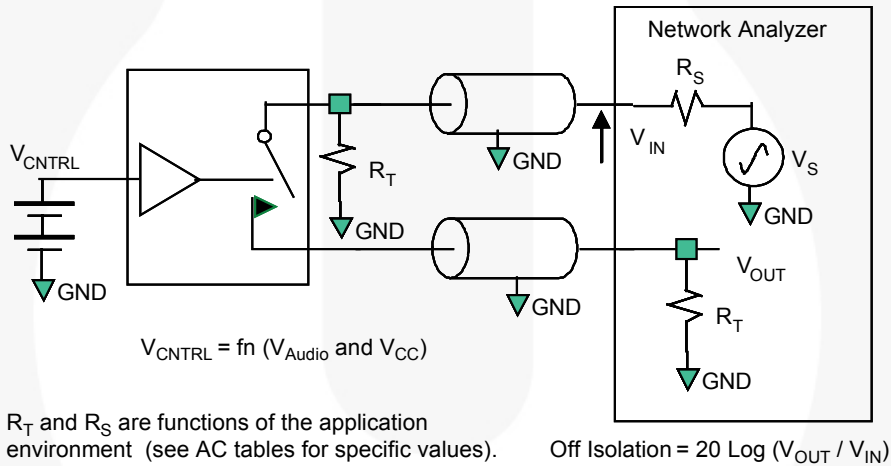 Network Analyzer
R_S
V_CNTRL
V_IN
GND
R_T
V_S
GND
GND
GND
V_OUT
GND
R_T
GND
GND
V_CNTRL = fn (V_Audio and V_CC)
R_T and R_S are functions of the application
environment (see AC tables for specific values).
Off Isolation = 20 Log (V_OUT / V_IN)